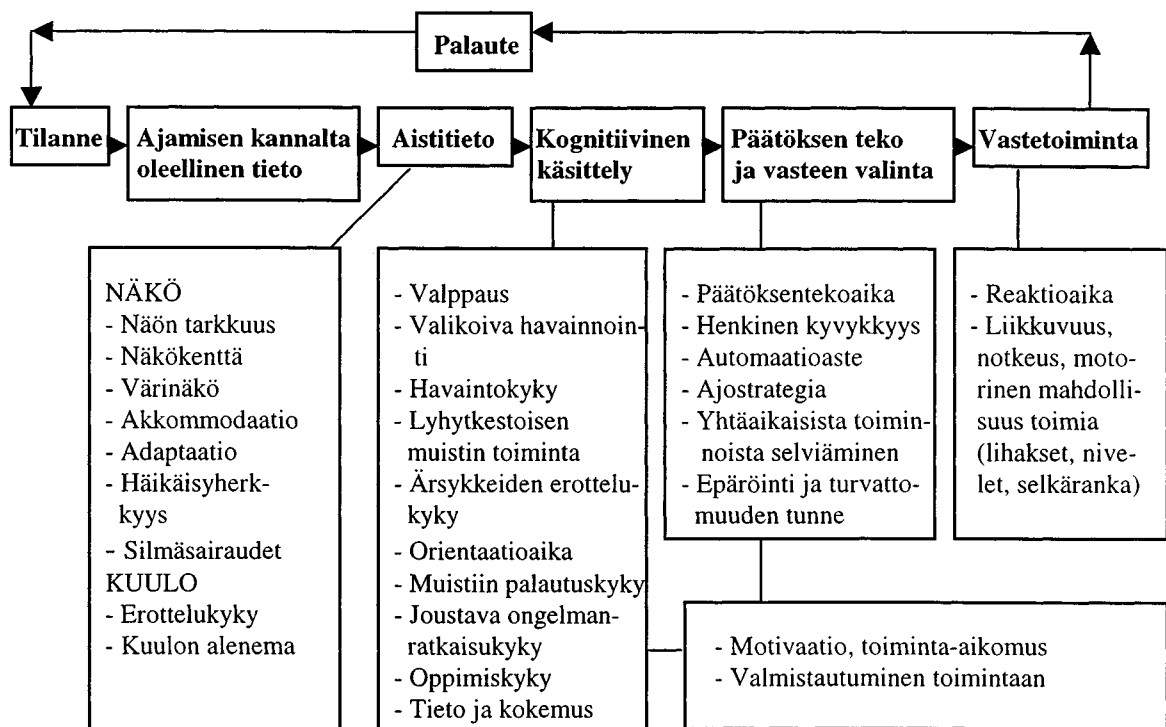 Palaute
Tilanne
Ajamisen kannalta
oleellinen tieto
Aistitieto
Kognitiivinen
käsittely
Päätöksen teko
ja vasteen valinta
Vastetoiminta
NÄKÖ
- Näön tarkkuus
- Näkökenttä
- Värinäkö
- Akkommodaatio
- Adaptaatio
- Häikäisyherk-
kyys
- Silmäsairaudet
KUULO
- Erottelukyky
- Kuulon alenema
- Valppaus
- Valikoiva havainnoin-
ti
- Havaintokyky
- Lyhytkestoisen
muistin toiminta
- Ärsykkeiden erottelu-
kyky
- Orientaatioaika
- Muistiin palautuskyky
- Joustava ongelman-
ratkaisukyky
- Oppimiskyky
- Tieto ja kokemus
- Päätöksentekoaika
- Henkinen kyvykkyys
- Automaatioaste
- Ajostrategia
- Yhtäaikaisista toimin-
noista selviäminen
- Epäröinti ja turvatto-
muuden tunne
- Reaktioaika
- Liikkuvuus,
notkeus, moto-
rinen mahdolli-
suus toimia
(lihakset, nive-
let, selkäranka)
- Motivaatio, toiminta-aikomus
- Valmistautuminen toimintaan